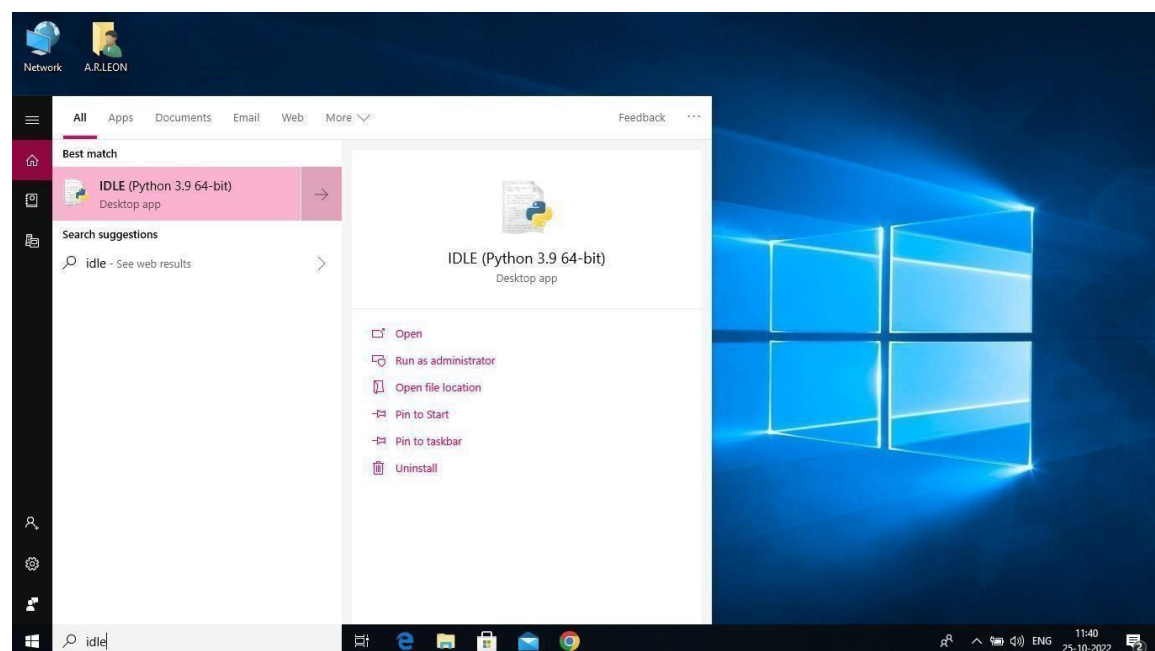 Network A.R.LEON
All Apps Documents Email Web More Feedback ...
Best match
IDLE (Python 3.9 64-bit)
Desktop app
Search suggestions
idle - See web results
IDLE (Python 3.9 64-bit)
Desktop app
Open
Run as administrator
Open file location
Pin to Start
Pin to taskbar
Uninstall
idle
ENG
11:40
25-10-2022
2